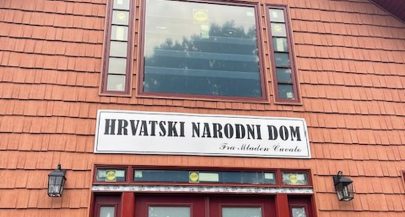 HRVATSKI NARODNI DOM
Fra Mladen Čuvalo